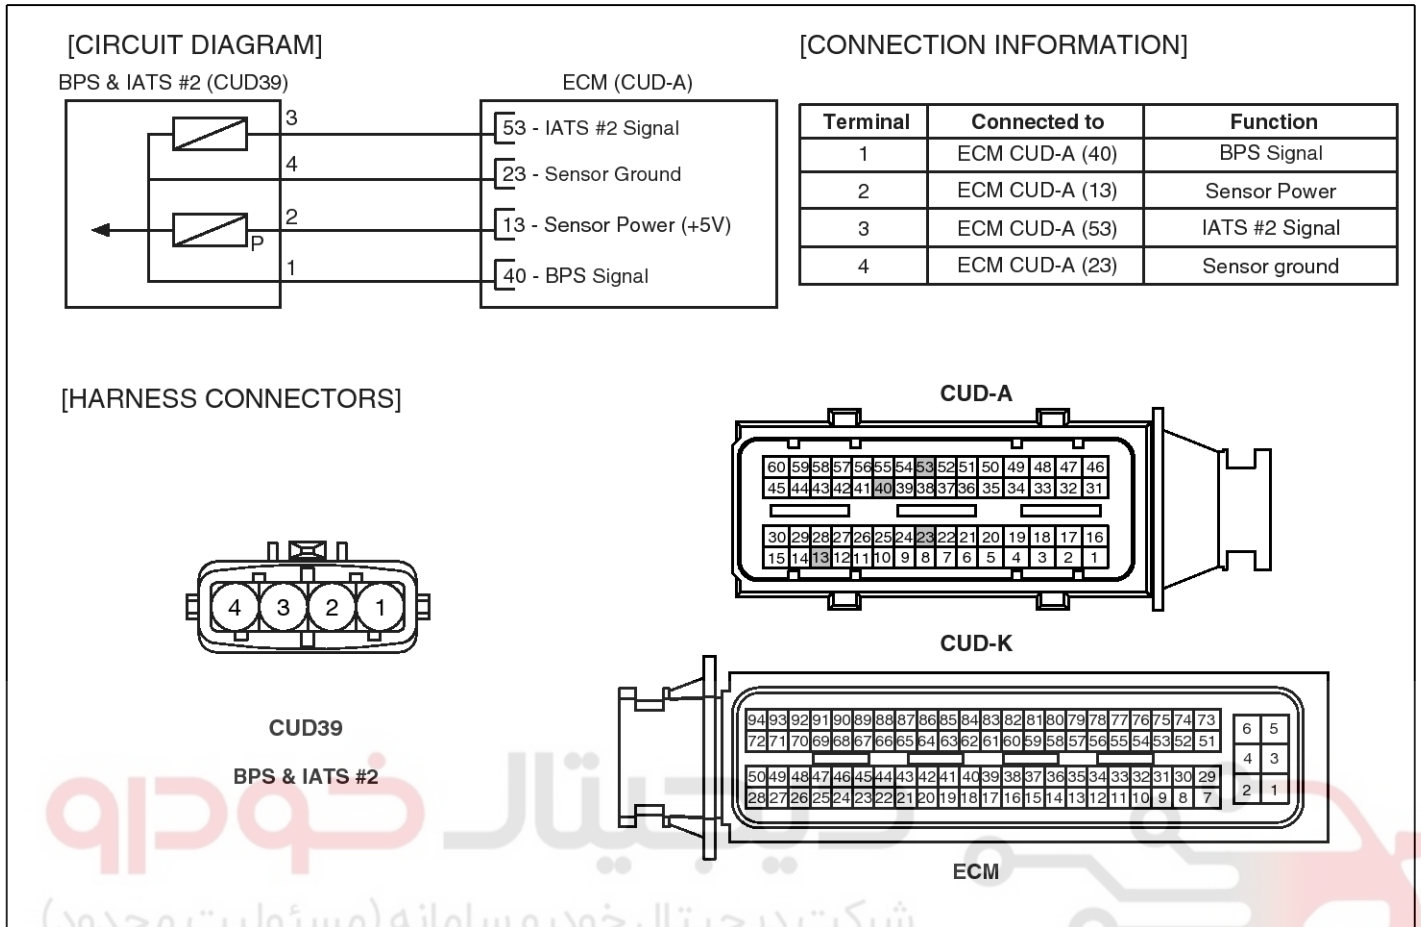 [CIRCUIT DIAGRAM]
BPS & IATS #2 (CUD39)
ECM (CUD-A)
3
53 - IATS #2 Signal
4
23 - Sensor Ground
2
13 - Sensor Power (+5V)
P
1
40 - BPS Signal
[CONNECTION INFORMATION]
Terminal Connected to Function
1 ECM CUD-A (40) BPS Signal
2 ECM CUD-A (13) Sensor Power
3 ECM CUD-A (53) IATS #2 Signal
4 ECM CUD-A (23) Sensor ground
[HARNESS CONNECTORS]
4 3 2 1
CUD39
BPS & IATS #2
CUD-A
60 59 58 57 56 55 54 53 52 51 50 49 48 47 46
45 44 43 42 41 40 39 38 37 36 35 34 33 32 31
30 29 28 27 26 25 24 23 22 21 20 19 18 17 16
15 14 13 12 11 10 9 8 7 6 5 4 3 2 1
CUD-K
94 93 92 91 90 89 88 87 86 85 84 83 82 81 80 79 78 77 76 75 74 73
72 71 70 69 68 67 66 65 64 63 62 61 60 59 58 57 56 55 54 53 52 51
50 49 48 47 46 45 44 43 42 41 40 39 38 37 36 35 34 33 32 31 30 29
28 27 26 25 24 23 22 21 20 19 18 17 16 15 14 13 12 11 10 9 8 7
6 5
4 3
2 1
ECM
دیجیتال خودرو
شرکت دیجیتال خودرو سامانه (مسئولیت محدود)